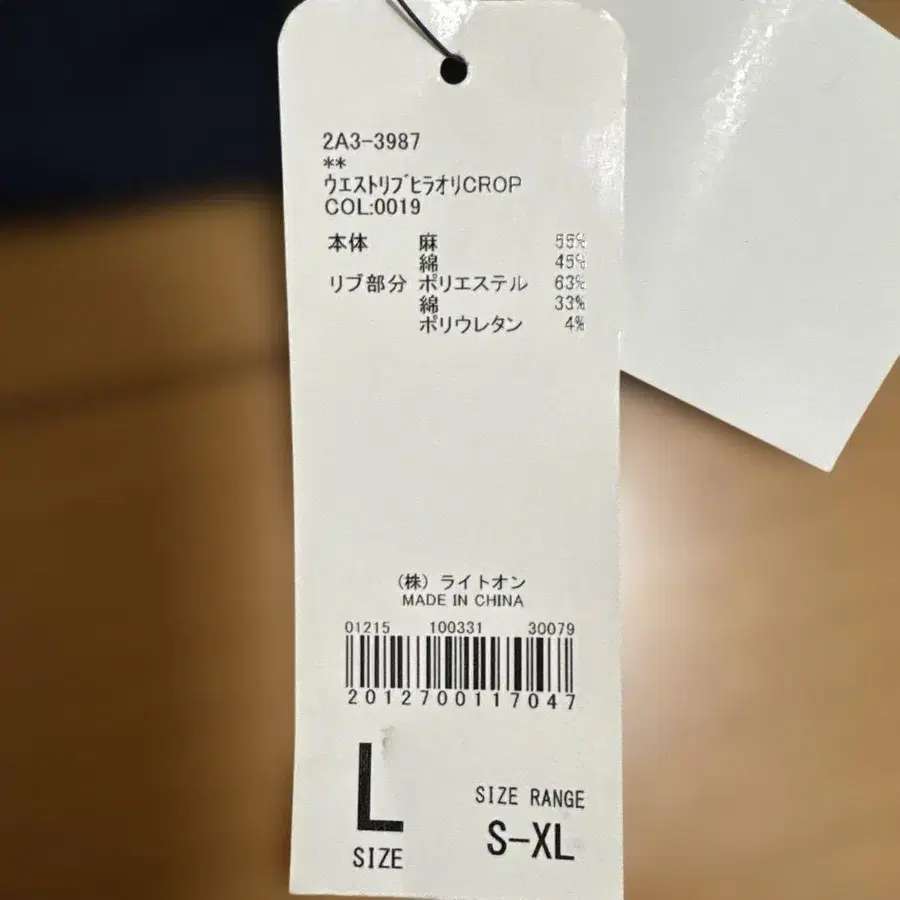 2A3-3987
**
ｳｴｽﾄﾘﾌﾞﾋﾗｵﾘCROP
COL:0019
本体 麻 55%
綿 45%
リブ部分 ポリエステル 63%
綿 33%
ポリウレタン 4%
(株) ライトオン
MADE IN CHINA
01215 100331 30079
2012700117047
L
SIZE
SIZE RANGE
S-XL